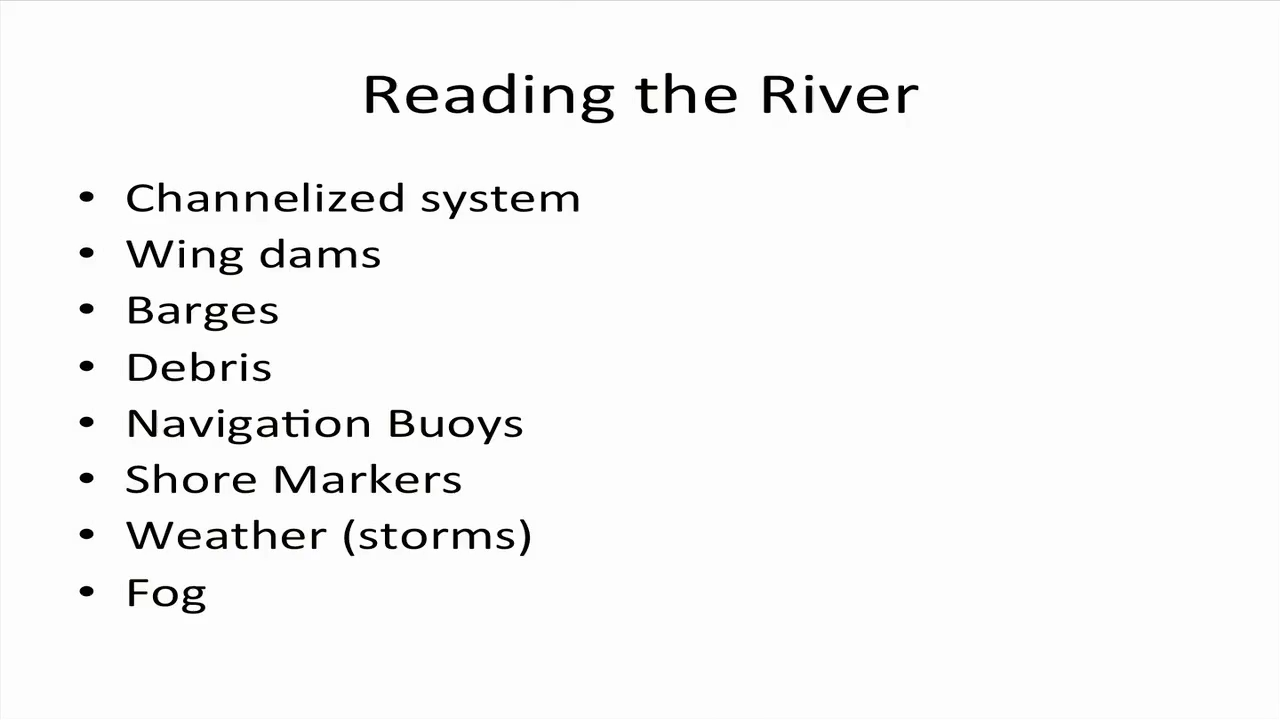 Reading the River
• Channelized system
• Wing dams
• Barges
• Debris
• Navigation Buoys
• Shore Markers
• Weather (storms)
• Fog